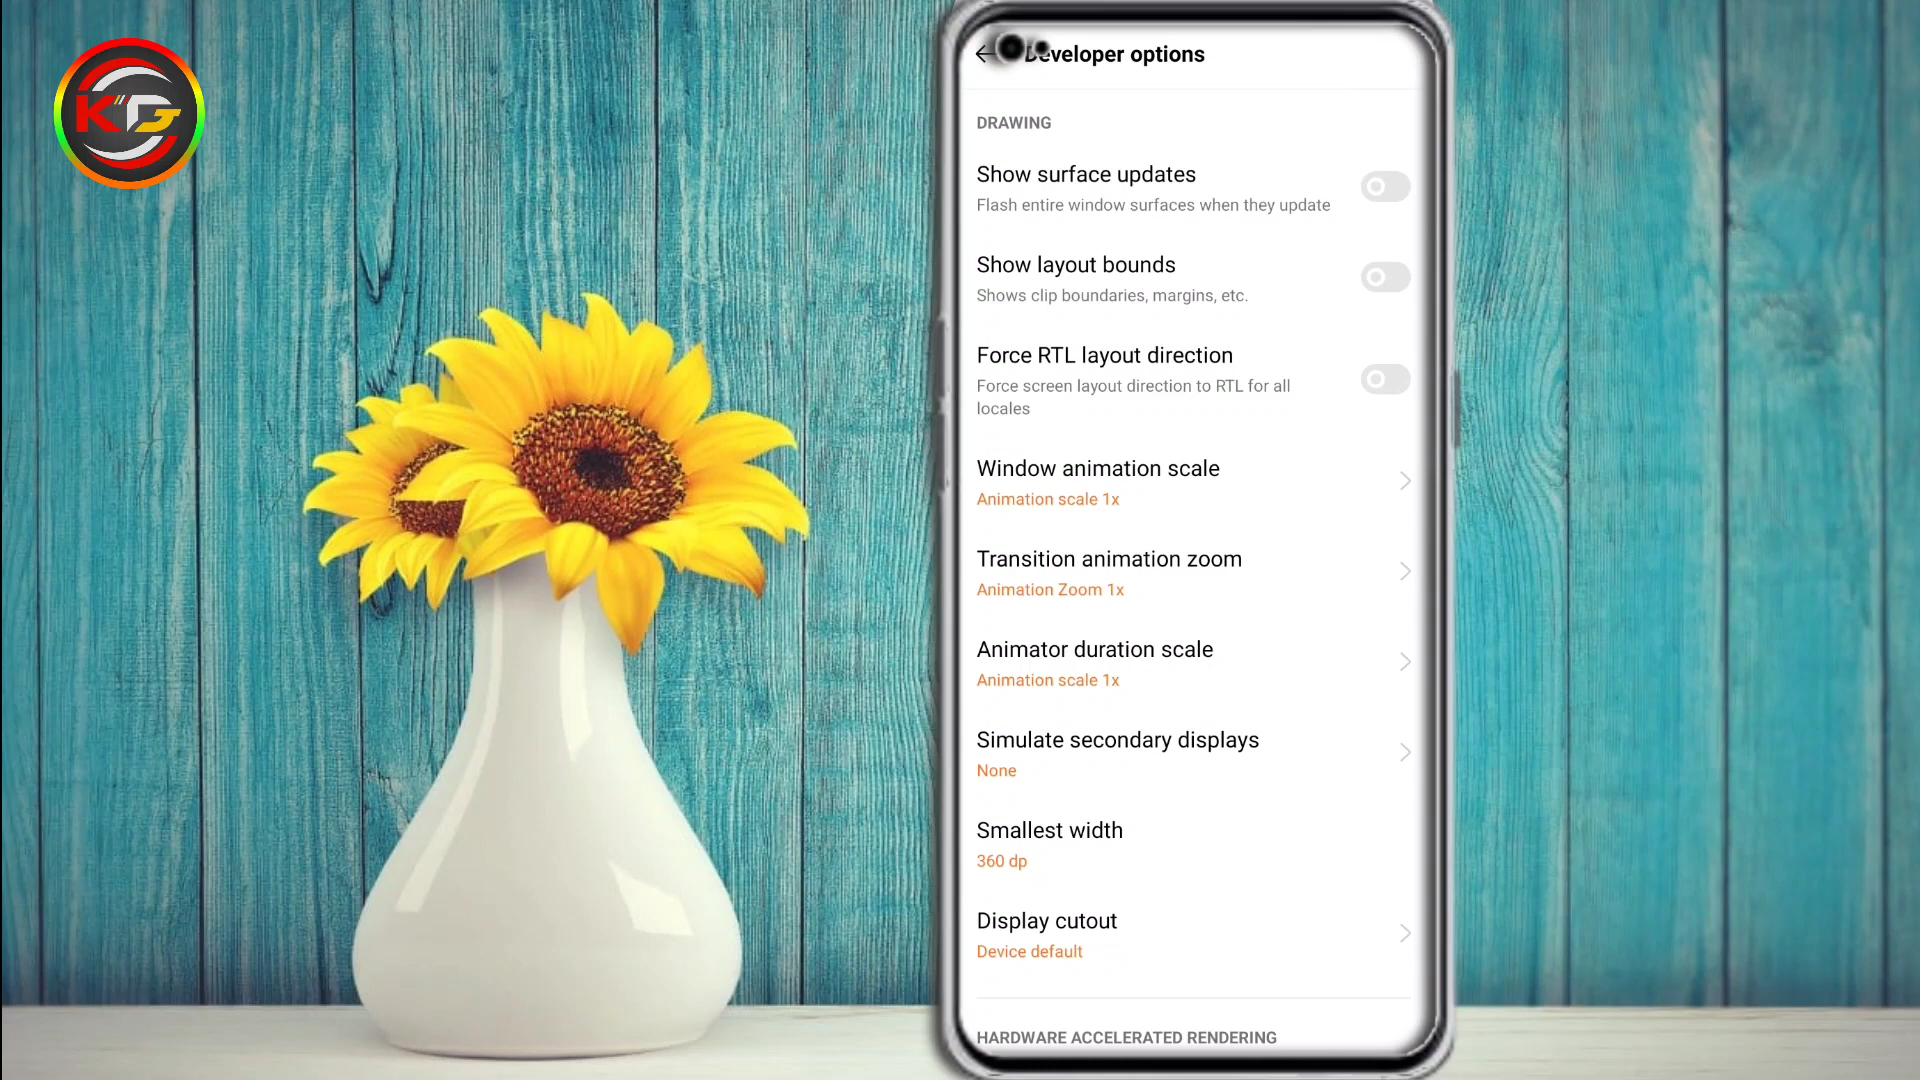 KTG
Developer options
DRAWING
Show surface updates
Flash entire window surfaces when they update
Show layout bounds
Shows clip boundaries, margins, etc.
Force RTL layout direction
Force screen layout direction to RTL for all
locales
Window animation scale
Animation scale 1x
Transition animation zoom
Animation Zoom 1x
Animator duration scale
Animation scale 1x
Simulate secondary displays
None
Smallest width
360 dp
Display cutout
Device default
HARDWARE ACCELERATED RENDERING